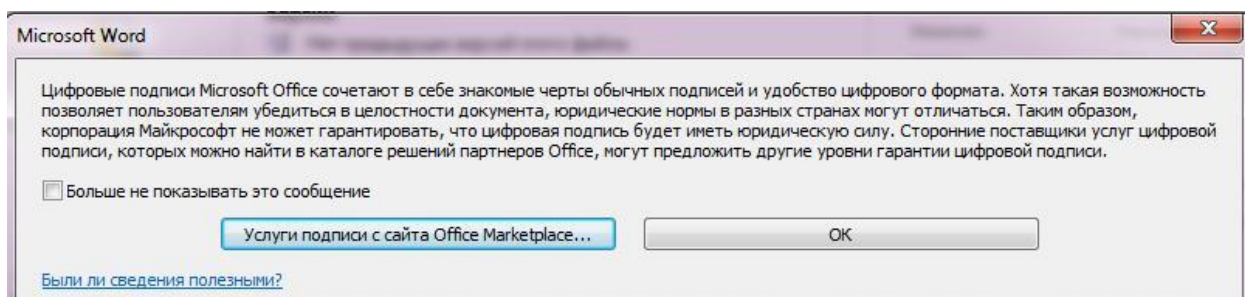 Microsoft Word
Цифровые подписи Microsoft Office сочетают в себе знакомые черты обычных подписей и удобство цифрового формата. Хотя такая возможность
позволяет пользователям убедиться в целостности документа, юридические нормы в разных странах могут отличаться. Таким образом,
корпорация Майкрософт не может гарантировать, что цифровая подпись будет иметь юридическую силу. Сторонние поставщики услуг цифровой
подписи, которых можно найти в каталоге решений партнеров Office, могут предложить другие уровни гарантии цифровой подписи.
Больше не показывать это сообщение
Услуги подписи с сайта Office Marketplace... ОК
Были ли сведения полезными?